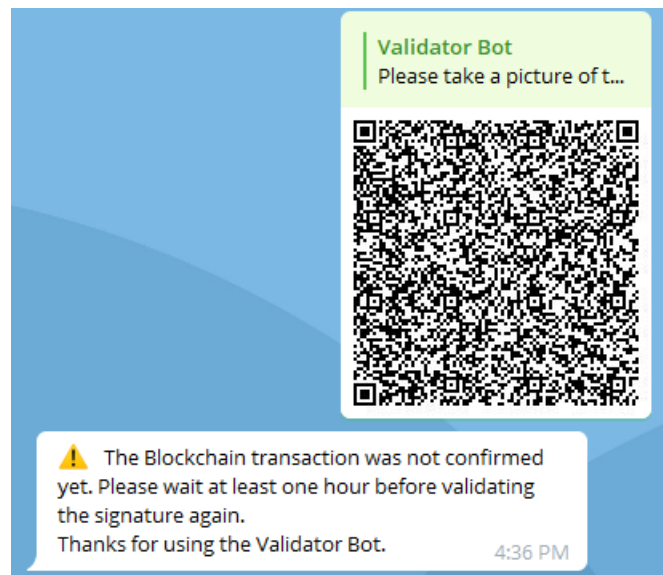 Validator Bot
Please take a picture of t...
⚠ The Blockchain transaction was not confirmed
yet. Please wait at least one hour before validating
the signature again.
Thanks for using the Validator Bot.
4:36 PM